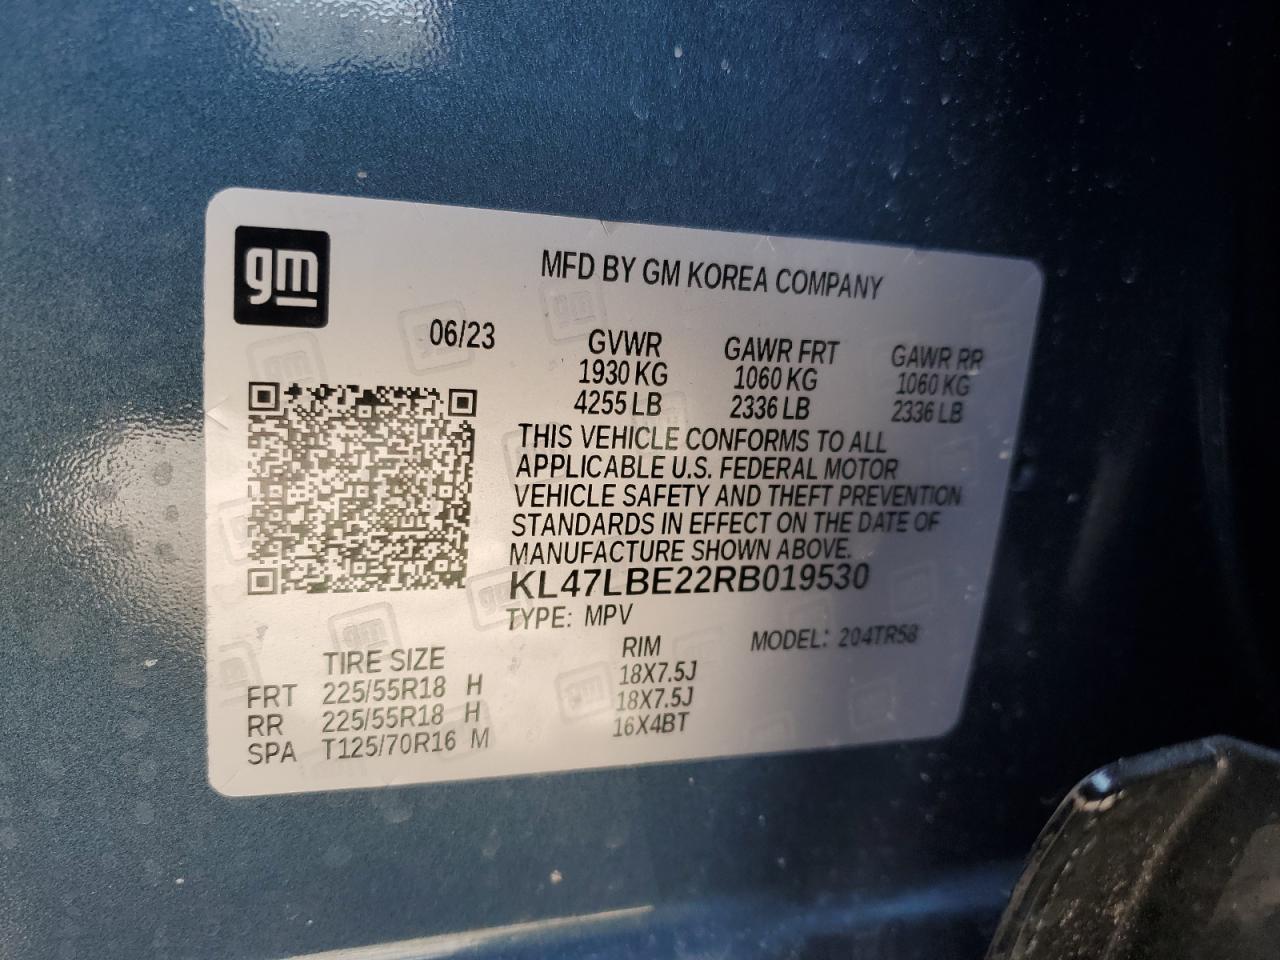 gm
MFD BY GM KOREA COMPANY
06/23
GVWR GAWR FRT GAWR RR
1930 KG 1060 KG 1060 KG
4255 LB 2336 LB 2336 LB
THIS VEHICLE CONFORMS TO ALL
APPLICABLE U.S. FEDERAL MOTOR
VEHICLE SAFETY AND THEFT PREVENTION
STANDARDS IN EFFECT ON THE DATE OF
MANUFACTURE SHOWN ABOVE.
KL47LBE22RB019530
TYPE: MPV
MODEL: 204TR58
TIRE SIZE RIM
FRT 225/55R18 H 18X7.5J
RR 225/55R18 H 18X7.5J
SPA T125/70R16 M 16X4BT